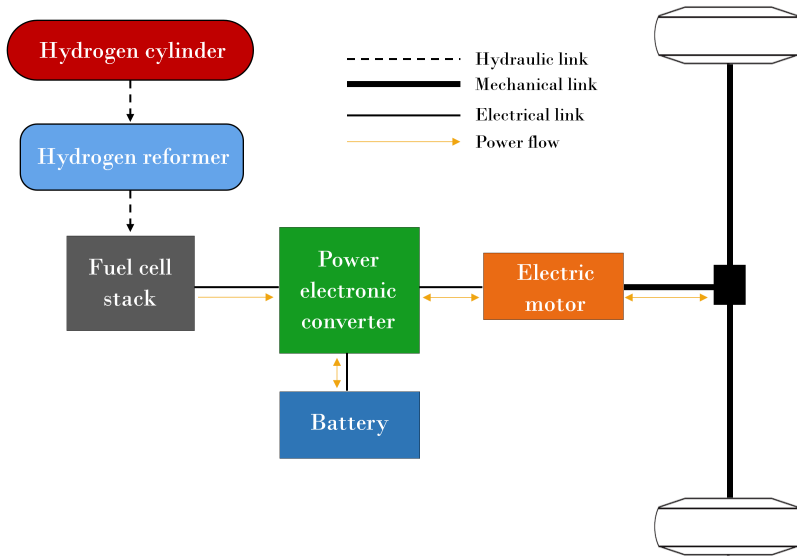 Hydrogen cylinder
Hydrogen reformer
Fuel cell
stack
Power
electronic
converter
Electric
motor
Battery
Hydraulic link
Mechanical link
Electrical link
Power flow